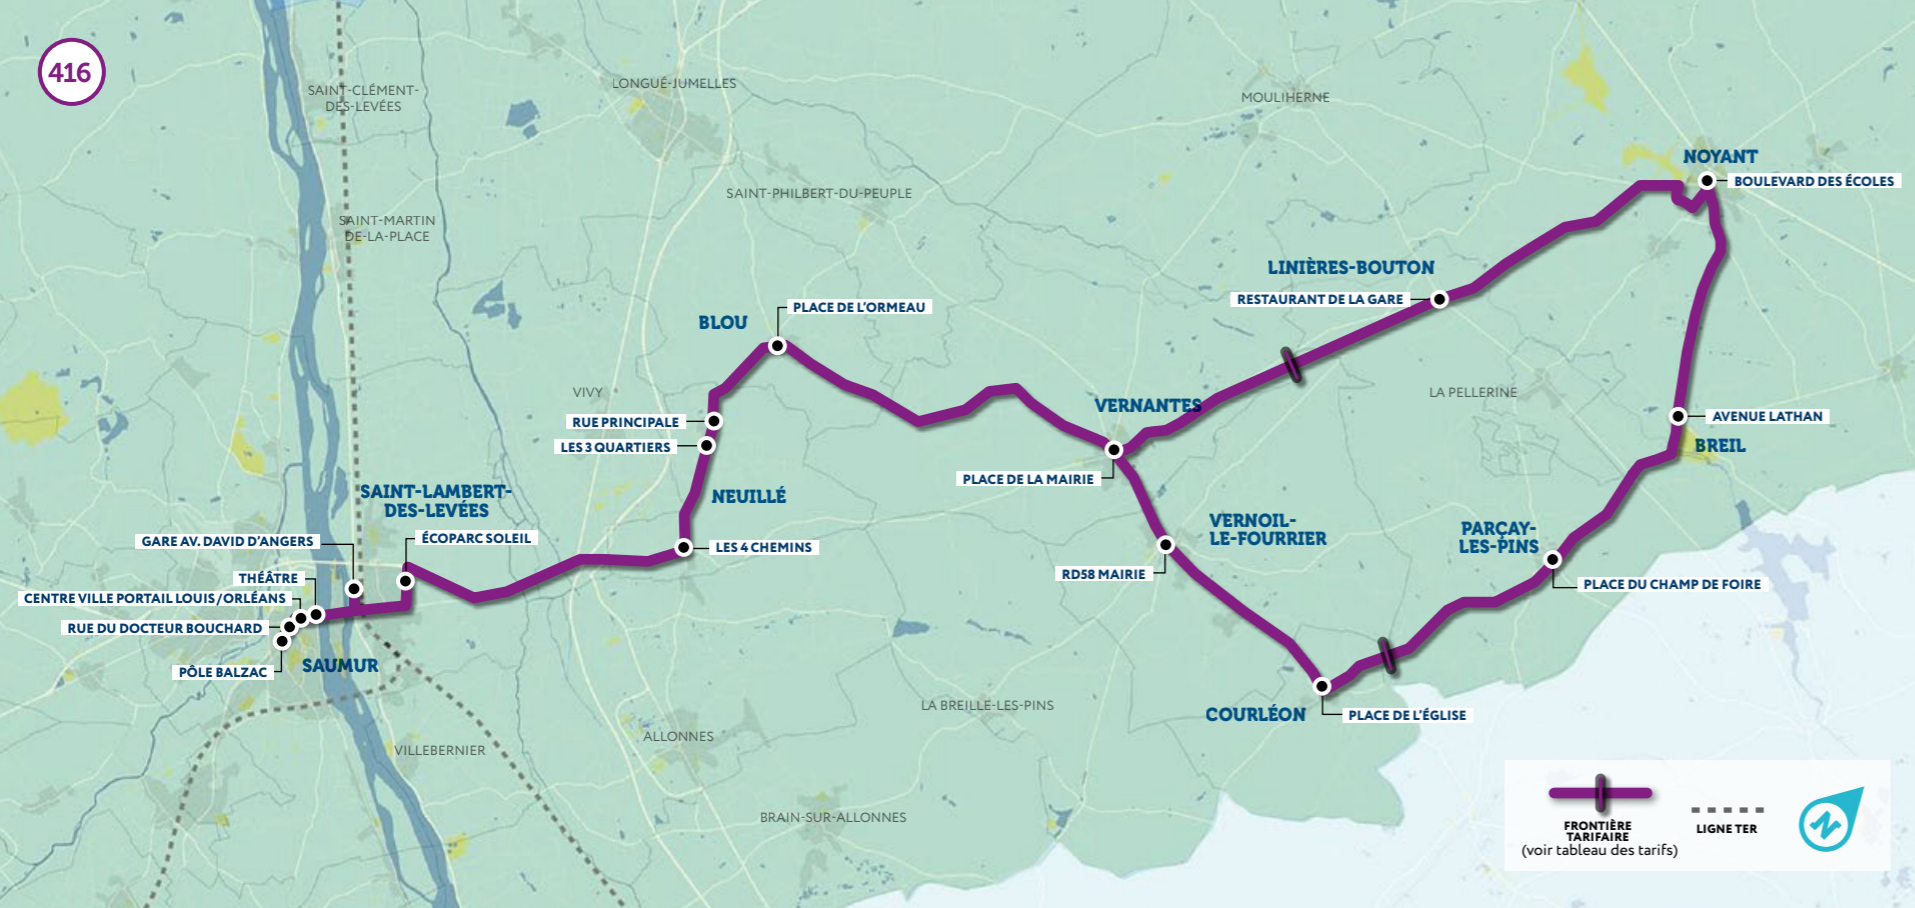 416
SAINT-CLÉMENT-
DES-LEVÉES
LONGUÉ-JUMELLES
MOULIHERNE
NOYANT
BOULEVARD DES ÉCOLES
SAINT-PHILBERT-DU-PEUPLE
SAINT-MARTIN
DE-LA-PLACE
LINIÈRES-BOUTON
RESTAURANT DE LA GARE
PLACE DE L'ORMEAU
BLOU
VIVY
LA PELLERINE
VERNANTES
RUE PRINCIPALE
AVENUE LATHAN
LES 3 QUARTIERS
BREIL
PLACE DE LA MAIRIE
SAINT-LAMBERT-
DES-LEVÉES
NEUILLÉ
VERNOIL-
LE-FOURRIER
PARÇAY-
LES-PINS
GARE AV. DAVID D'ANGERS
ÉCOPARC SOLEIL
LES 4 CHEMINS
RD58 MAIRIE
THÉÂTRE
PLACE DU CHAMP DE FOIRE
CENTRE VILLE PORTAIL LOUIS/ORLÉANS
RUE DU DOCTEUR BOUCHARD
SAUMUR
PÔLE BALZAC
LA BREILLE-LES-PINS
COURLÉON
PLACE DE L'ÉGLISE
ALLONNES
VILLEBERNIER
BRAIN-SUR-ALLONNES
FRONTIÈRE
TARIFAIRE
(voir tableau des tarifs)
LIGNE TER
N